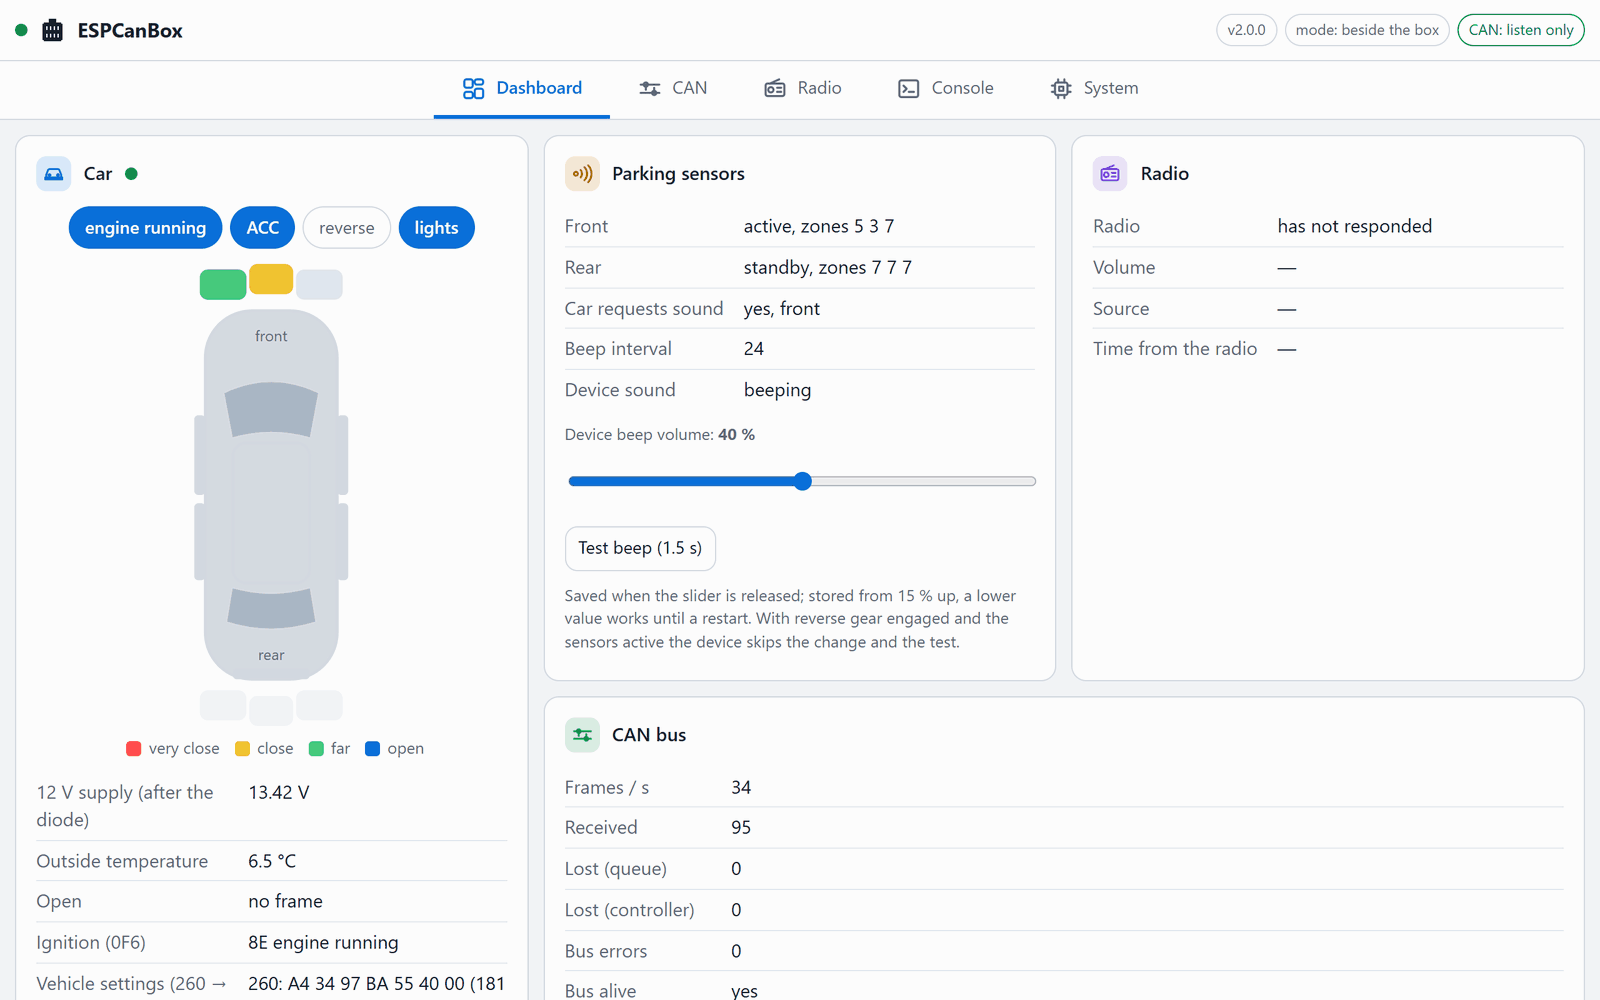 ESPCanBox
v2.0.0
mode: beside the box
CAN: listen only
Dashboard
CAN
Radio
Console
System
Car
engine running
ACC
reverse
lights
front
rear
very close
close
far
open
12 V supply (after the
diode)
13.42 V
Outside temperature
6.5 °C
Open
no frame
Ignition (0F6)
8E engine running
Vehicle settings (260 →
260: A4 34 97 BA 55 40 00 (181
Parking sensors
Front
active, zones 5 3 7
Rear
standby, zones 7 7 7
Car requests sound
yes, front
Beep interval
24
Device sound
beeping
Device beep volume: 40 %
Test beep (1.5 s)
Saved when the slider is released; stored from 15 % up, a lower
value works until a restart. With reverse gear engaged and the
sensors active the device skips the change and the test.
Radio
Radio
has not responded
Volume
—
Source
—
Time from the radio
—
CAN bus
Frames / s
34
Received
95
Lost (queue)
0
Lost (controller)
0
Bus errors
0
Bus alive
yes